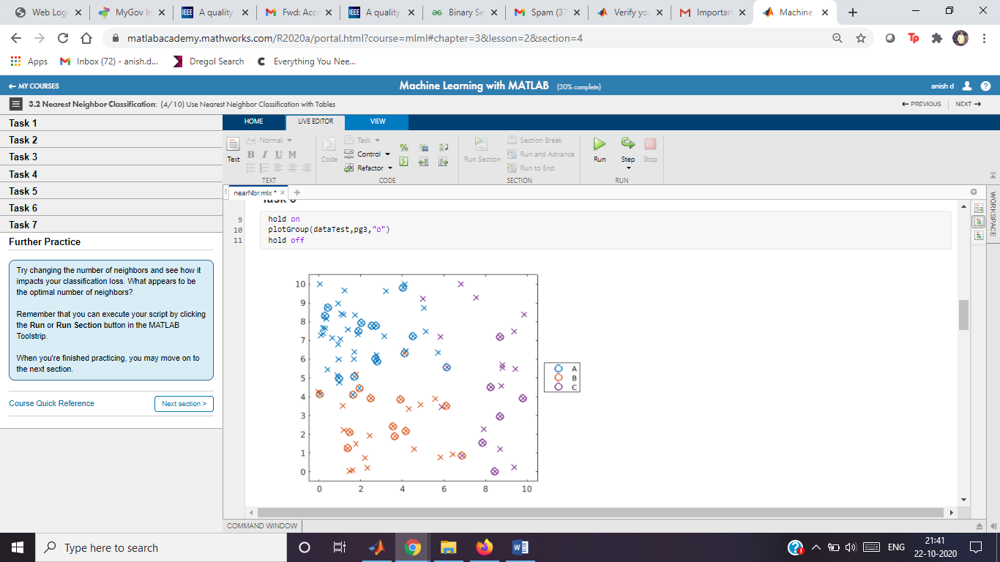 Web Logi
MyGov In
A quality
Fwd: Acc
A quality
Binary Se
Spam (37
Verify yo
Importan
Machine
matlabacademy.mathworks.com/R2020a/portal.html?course=mlml#chapter=3&lesson=2&section=4
Apps
Inbox (72) - anish.d...
Dregol Search
Everything You Nee...
← MY COURSES
Machine Learning with MATLAB (30% complete)
anish d
3.2 Nearest Neighbor Classification: (4/10) Use Nearest Neighbor Classification with Tables
← PREVIOUS
NEXT →
Task 1
Task 2
Task 3
Task 4
Task 5
Task 6
Task 7
Further Practice
Try changing the number of neighbors and see how it
impacts your classification loss. What appears to be
the optimal number of neighbors?
Remember that you can execute your script by clicking
the Run or Run Section button in the MATLAB
Toolstrip.
When you're finished practicing, you may move on to
the next section.
Course Quick Reference
Next section >
HOME
LIVE EDITOR
VIEW
Text
Aa Normal
B I U M
TEXT
Code
Task
Control
Refactor
CODE
Run Section
Section Break
Run and Advance
Run to End
SECTION
Run
Step
Stop
RUN
nearNbr.mlx *
WORKSPACE
9 hold on
10 plotGroup(dataTest,pg3,"o")
11 hold off
10
9
8
7
6
5
4
3
2
1
0
0 2 4 6 8 10
A
B
C
COMMAND WINDOW
Type here to search
ENG
21:41
22-10-2020